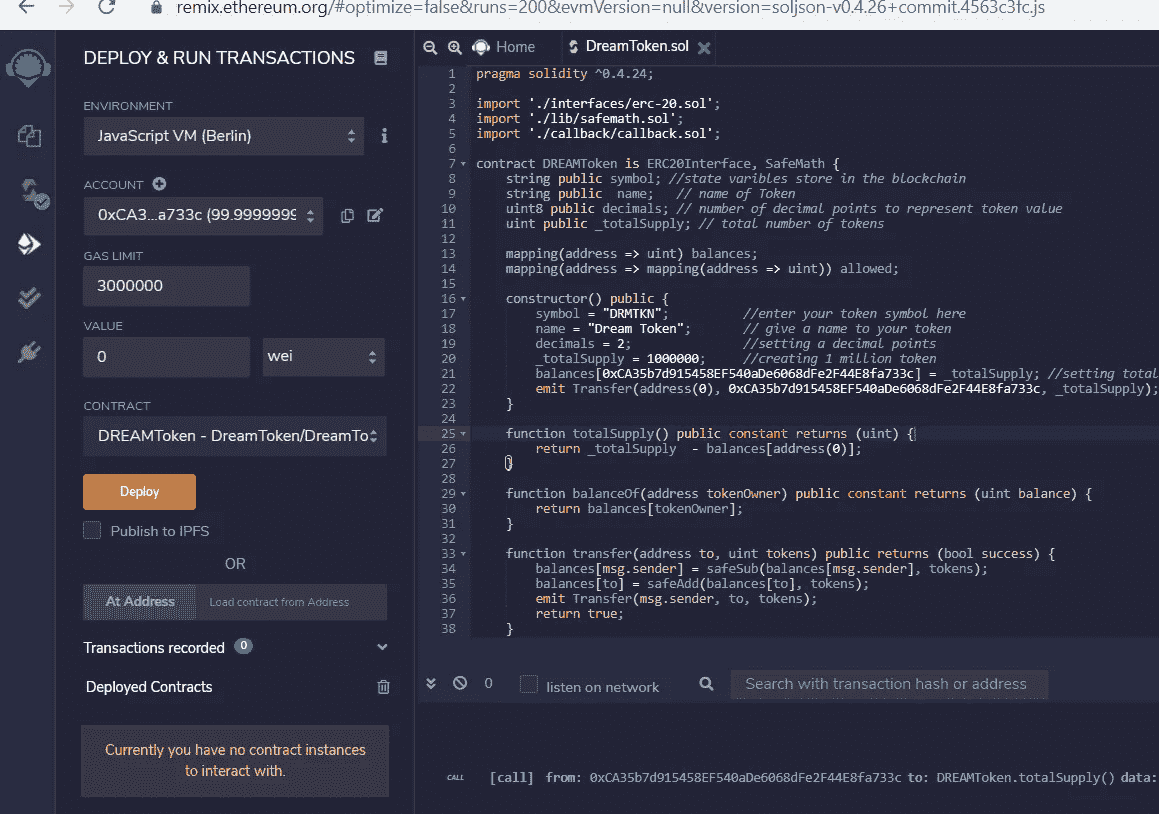 remix.ethereum.org/#optimize=false&runs=200&evmVersion=null&version=soljson-v0.4.26+commit.4563c3fc.js
DEPLOY & RUN TRANSACTIONS
ENVIRONMENT
JavaScript VM (Berlin)
ACCOUNT
0xCA3...a733c (99.9999999
GAS LIMIT
3000000
VALUE
0
wei
CONTRACT
DREAMToken - DreamToken/DreamTo
Deploy
Publish to IPFS
OR
At Address
Load contract from Address
Transactions recorded 0
Deployed Contracts
Currently you have no contract instances
to interact with.
Home
DreamToken.sol
1 pragma solidity ^0.4.24;
2
3 import './interfaces/erc-20.sol';
4 import './lib/safemath.sol';
5 import './callback/callback.sol';
6
7 contract DREAMToken is ERC20Interface, SafeMath {
8 string public symbol; //state varibles store in the blockchain
9 string public  name;   // name of Token
10 uint8 public decimals; // number of decimal points to represent token value
11 uint public _totalSupply; // total number of tokens
12
13 mapping(address => uint) balances;
14 mapping(address => mapping(address => uint)) allowed;
15
16 constructor() public {
17 symbol = "DRMTKN";          //enter your token symbol here
18 name = "Dream Token";       // give a name to your token
19 decimals = 2;               //setting a decimal points
20 _totalSupply = 1000000;     //creating 1 million token
21 balances[0xCA35b7d915458EF540aDe6068dFe2F44E8fa733c] = _totalSupply; //setting total
22 emit Transfer(address(0), 0xCA35b7d915458EF540aDe6068dFe2F44E8fa733c, _totalSupply);
23 }
24
25 function totalSupply() public constant returns (uint) {
26 return _totalSupply  - balances[address(0)];
27 }
28
29 function balanceOf(address tokenOwner) public constant returns (uint balance) {
30 return balances[tokenOwner];
31 }
32
33 function transfer(address to, uint tokens) public returns (bool success) {
34 balances[msg.sender] = safeSub(balances[msg.sender], tokens);
35 balances[to] = safeAdd(balances[to], tokens);
36 emit Transfer(msg.sender, to, tokens);
37 return true;
38 }
0
listen on network
Search with transaction hash or address
CALL [call] from: 0xCA35b7d915458EF540aDe6068dFe2F44E8fa733c to: DREAMToken.totalSupply() data: